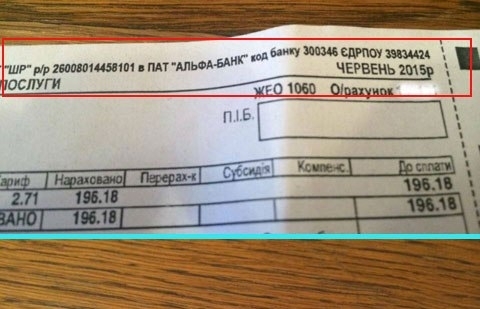 "ШР" р/р 26008014458101 в ПАТ "АЛЬФА-БАНК" код банку 300346 ЄДРПОУ 39834424
ПОСЛУГИ ЧЕРВЕНЬ 2015р
ЖЕО 1060 О/рахунок
П.І.Б.
Тариф Нараховано Перерах-к Субсидія Компенс. До сплати
2.71 196.18 196.18
ВАНО 196.18 196.18